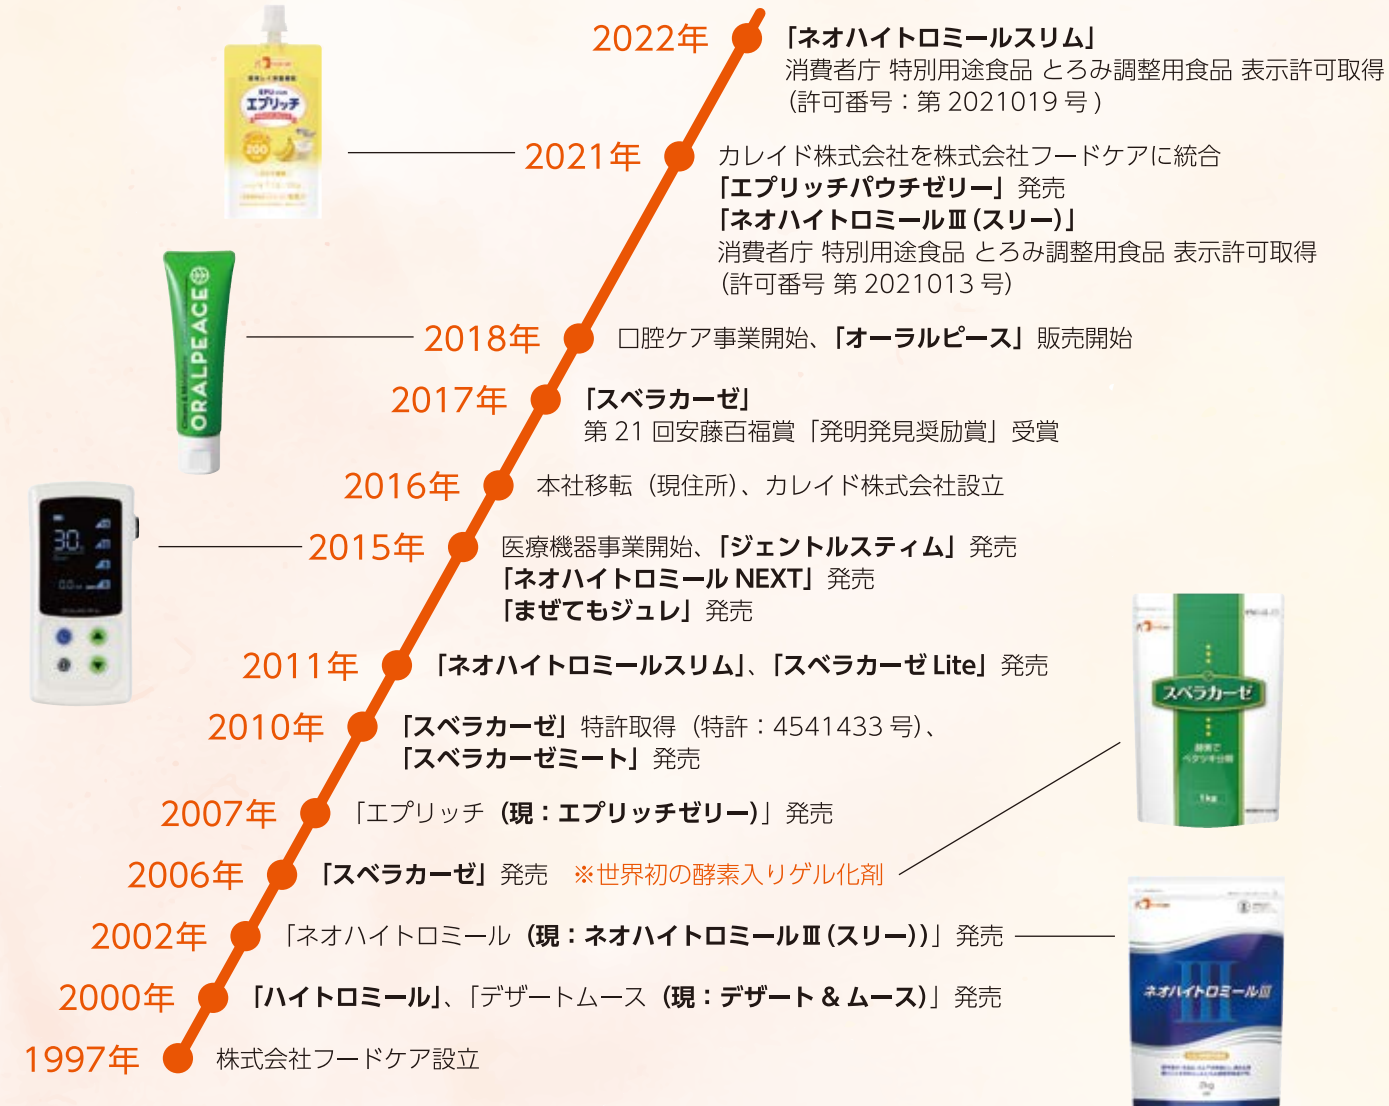 2022年
「ネオハイトロミールスリム」
消費者庁 特別用途食品 とろみ調整用食品 表示許可取得
(許可番号：第 2021019 号 )
2021年
カレイド株式会社を株式会社フードケアに統合
「エプリッチパウチゼリー」発売
「ネオハイトロミールⅢ(スリー)」
消費者庁 特別用途食品 とろみ調整用食品 表示許可取得
(許可番号 第 2021013 号)
エプリッチ
200
2018年
口腔ケア事業開始、「オーラルピース」販売開始
ORALPEACE
2017年
「スベラカーゼ」
第 21 回安藤百福賞「発明発見奨励賞」受賞
2016年
本社移転（現住所）、カレイド株式会社設立
2015年
医療機器事業開始、「ジェントルスティム」発売
「ネオハイトロミール NEXT」発売
「まぜてもジュレ」発売
30
2011年
「ネオハイトロミールスリム」、「スベラカーゼ Lite」発売
2010年
「スベラカーゼ」特許取得（特許：4541433 号）、
「スベラカーゼミート」発売
スベラカーゼ
酵素で
ベタツキ分解
1kg
2007年
「エプリッチ（現：エプリッチゼリー）」発売
2006年
「スベラカーゼ」発売 ※世界初の酵素入りゲル化剤
2002年
「ネオハイトロミール（現：ネオハイトロミールⅢ(スリー)）」発売
ネオハイトロミールⅢ
Ⅲ
2kg
2000年
「ハイトロミール」、「デザートムース（現：デザート & ムース）」発売
1997年
株式会社フードケア設立